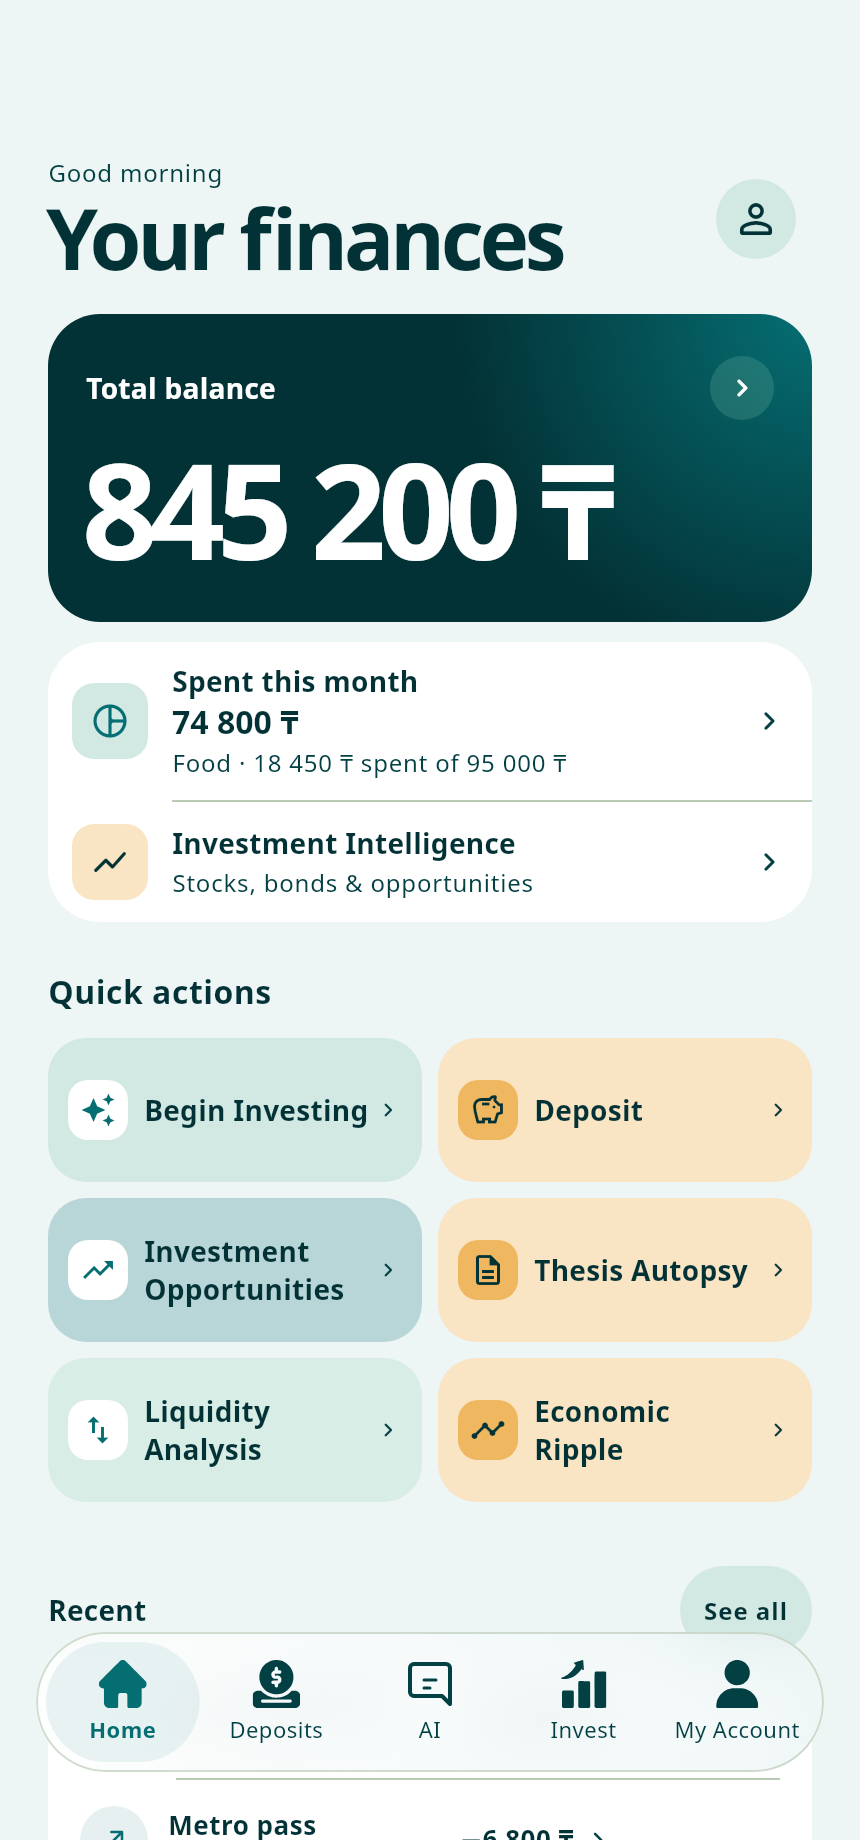 Good morning
Your finances
Total balance
845 200 ₸
Spent this month
74 800 ₸
Food · 18 450 ₸ spent of 95 000 ₸
Investment Intelligence
Stocks, bonds & opportunities
Quick actions
Begin Investing
Deposit
Investment
Opportunities
Thesis Autopsy
Liquidity
Analysis
Economic
Ripple
Recent
See all
Home
Deposits
AI
Invest
My Account
Metro pass
−6 800 ₸